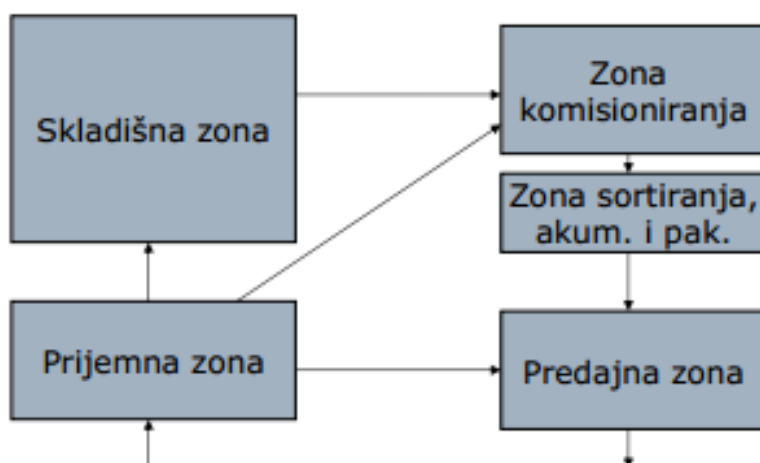 Skladišna zona
Zona
komisioniranja
Zona sortiranja,
akum. i pak.
Prijemna zona
Predajna zona